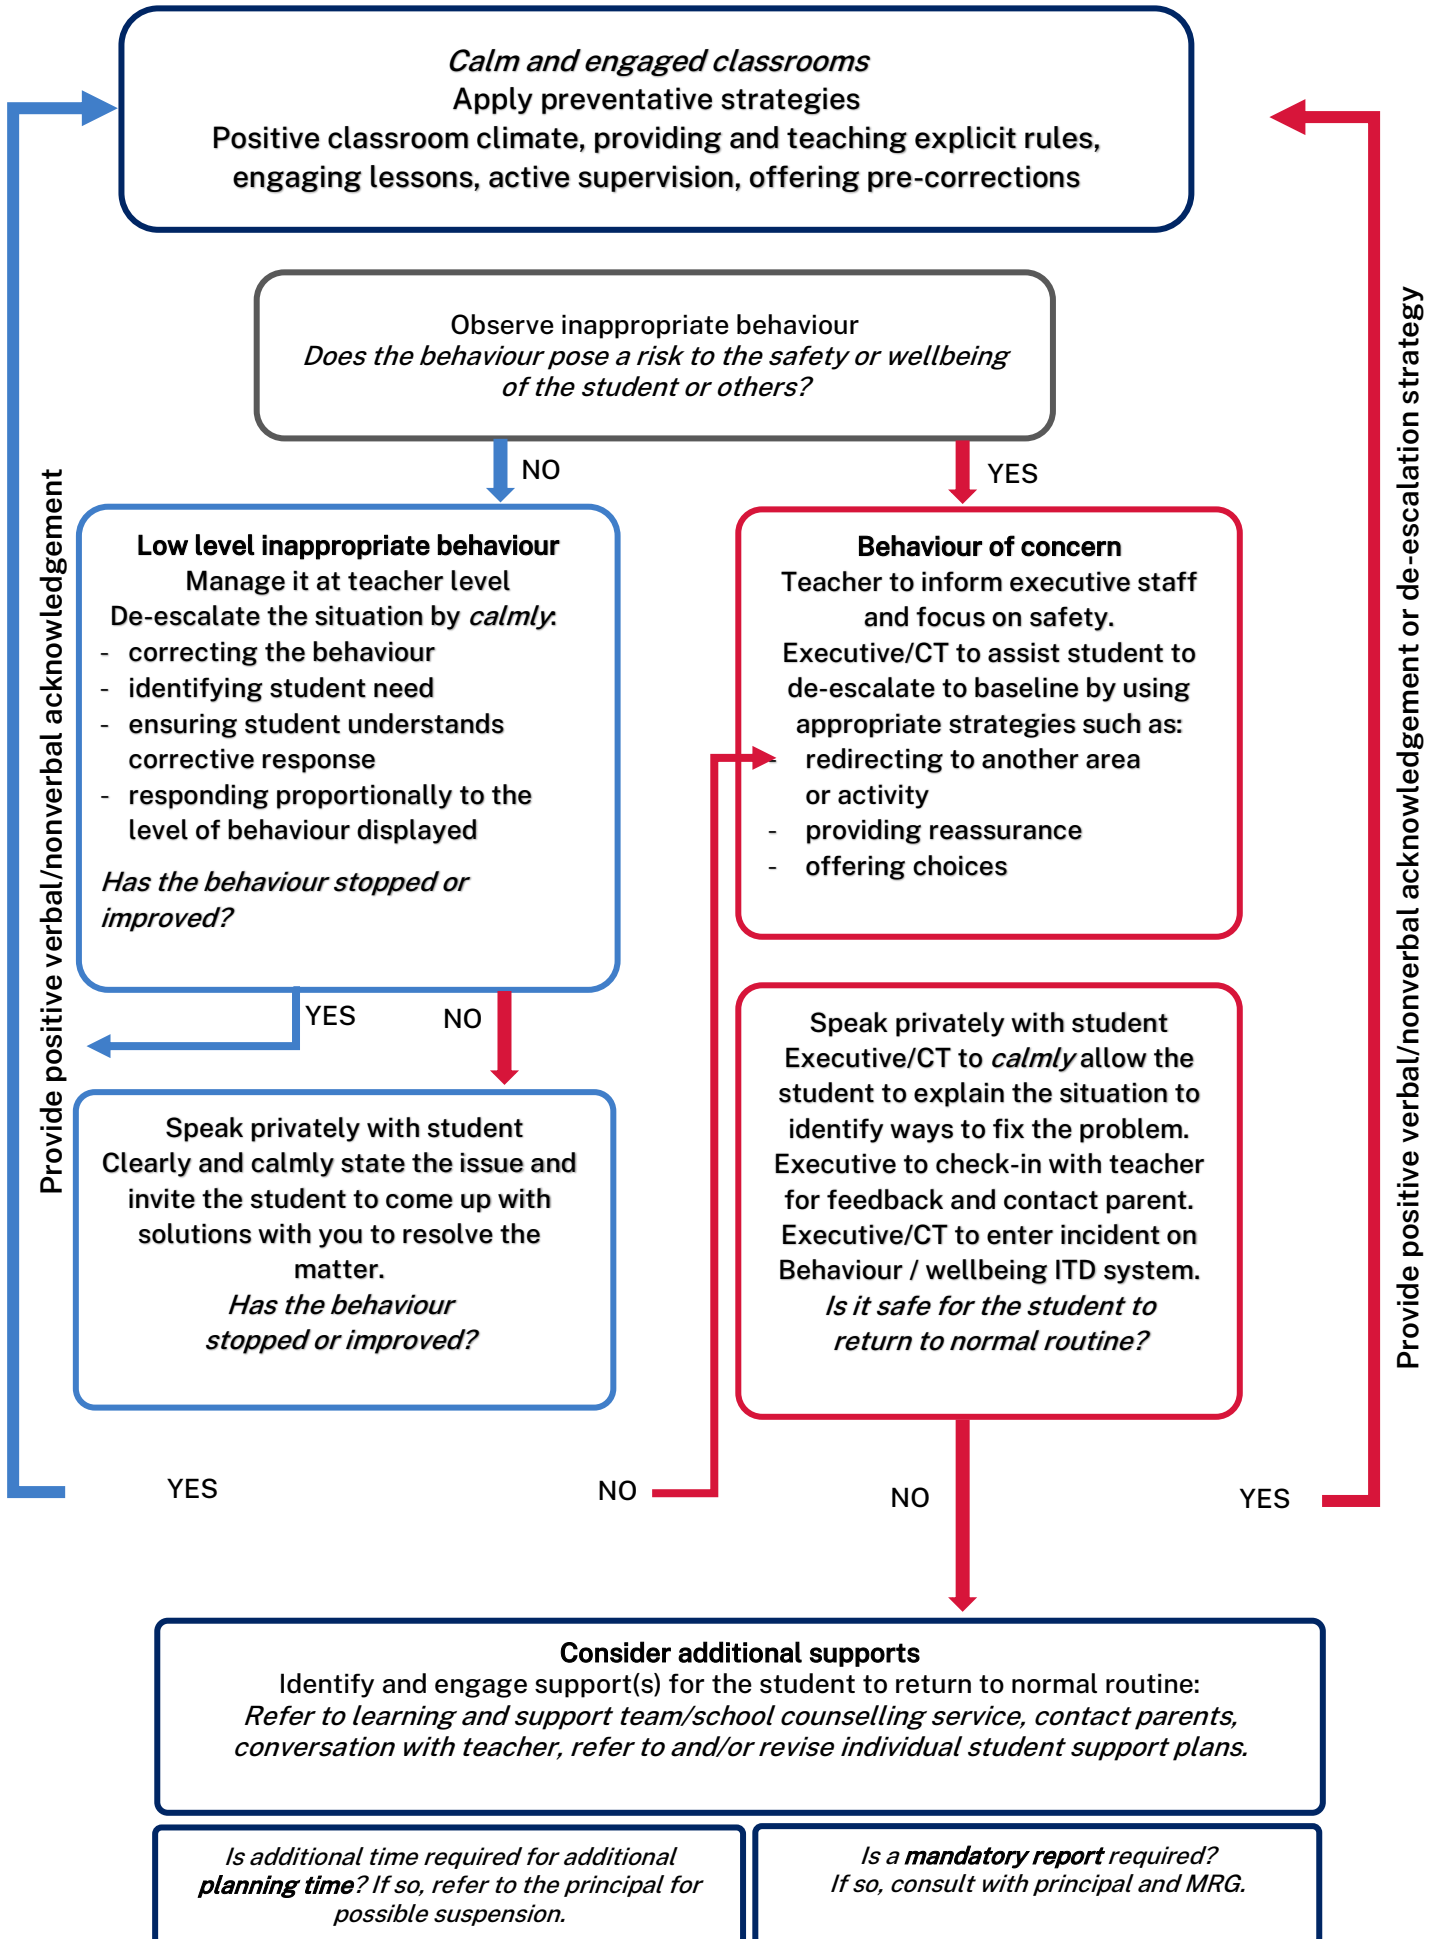 Calm and engaged classrooms
Apply preventative strategies
Positive classroom climate, providing and teaching explicit rules,
engaging lessons, active supervision, offering pre-corrections
Observe inappropriate behaviour
Does the behaviour pose a risk to the safety or wellbeing
of the student or others?
NO
YES
Low level inappropriate behaviour
Manage it at teacher level
De-escalate the situation by calmly:
- correcting the behaviour
- identifying student need
- ensuring student understands
corrective response
- responding proportionally to the
level of behaviour displayed
Has the behaviour stopped or
improved?
Behaviour of concern
Teacher to inform executive staff
and focus on safety.
Executive/CT to assist student to
de-escalate to baseline by using
appropriate strategies such as:
- redirecting to another area
or activity
- providing reassurance
- offering choices
YES
NO
Speak privately with student
Clearly and calmly state the issue and
invite the student to come up with
solutions with you to resolve the
matter.
Has the behaviour
stopped or improved?
Speak privately with student
Executive/CT to calmly allow the
student to explain the situation to
identify ways to fix the problem.
Executive to check-in with teacher
for feedback and contact parent.
Executive/CT to enter incident on
Behaviour / wellbeing ITD system.
Is it safe for the student to
return to normal routine?
YES
NO
NO
YES
Provide positive verbal/nonverbal acknowledgement
Provide positive verbal/nonverbal acknowledgement or de-escalation strategy
Consider additional supports
Identify and engage support(s) for the student to return to normal routine:
Refer to learning and support team/school counselling service, contact parents,
conversation with teacher, refer to and/or revise individual student support plans.
Is additional time required for additional
planning time? If so, refer to the principal for
possible suspension.
Is a mandatory report required?
If so, consult with principal and MRG.